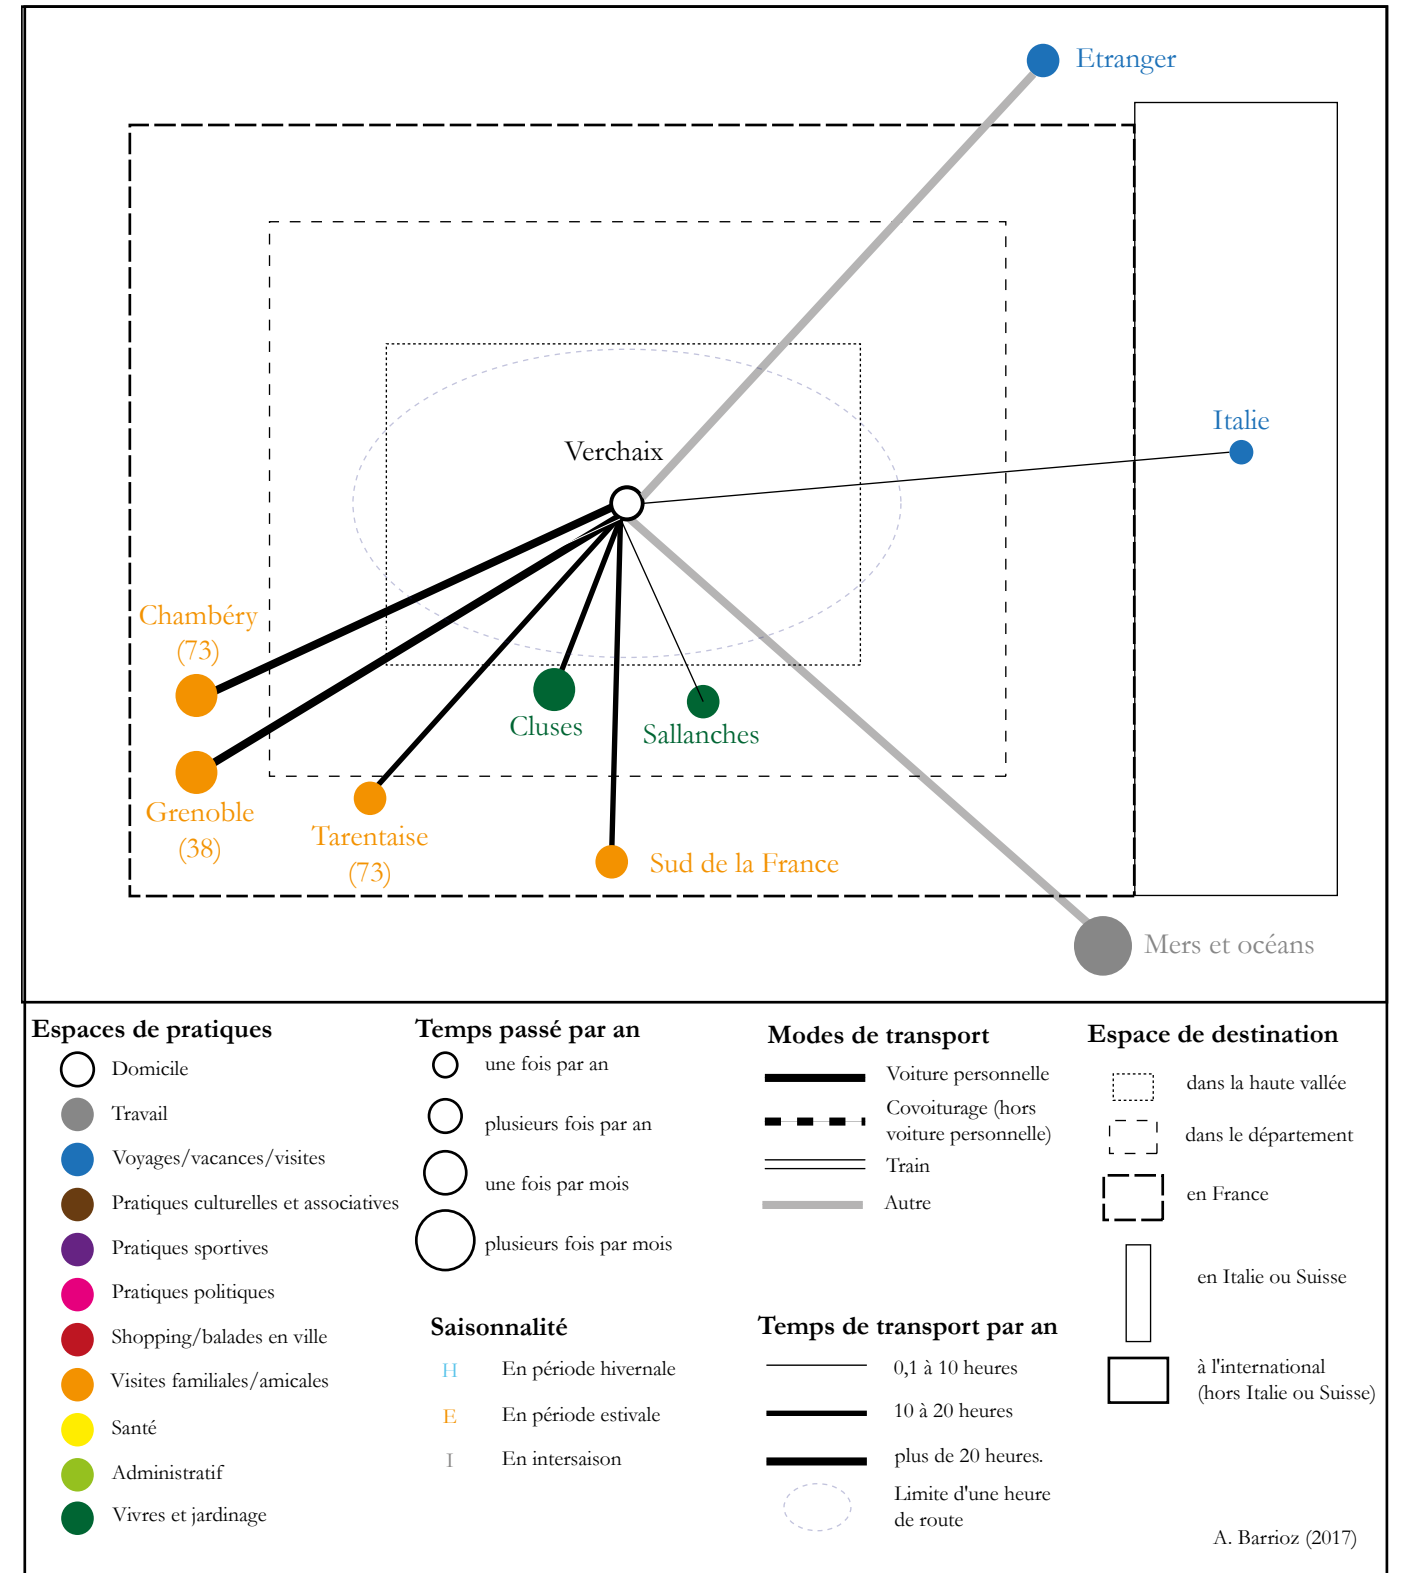 Etranger
Italie
Verchaix
Chambéry
(73)
Cluses
Sallanches
Grenoble
(38)
Tarentaise
(73)
Sud de la France
Mers et océans
Espaces de pratiques
Domicile
Travail
Voyages/vacances/visites
Pratiques culturelles et associatives
Pratiques sportives
Pratiques politiques
Shopping/balades en ville
Visites familiales/amicales
Santé
Administratif
Vivres et jardinage
Temps passé par an
une fois par an
plusieurs fois par an
une fois par mois
plusieurs fois par mois
Saisonnalité
H En période hivernale
E En période estivale
I En intersaison
Modes de transport
Voiture personnelle
Covoiturage (hors
voiture personnelle)
Train
Autre
Temps de transport par an
0,1 à 10 heures
10 à 20 heures
plus de 20 heures.
Limite d'une heure
de route
Espace de destination
dans la haute vallée
dans le département
en France
en Italie ou Suisse
à l'international
(hors Italie ou Suisse)
A. Barrioz (2017)